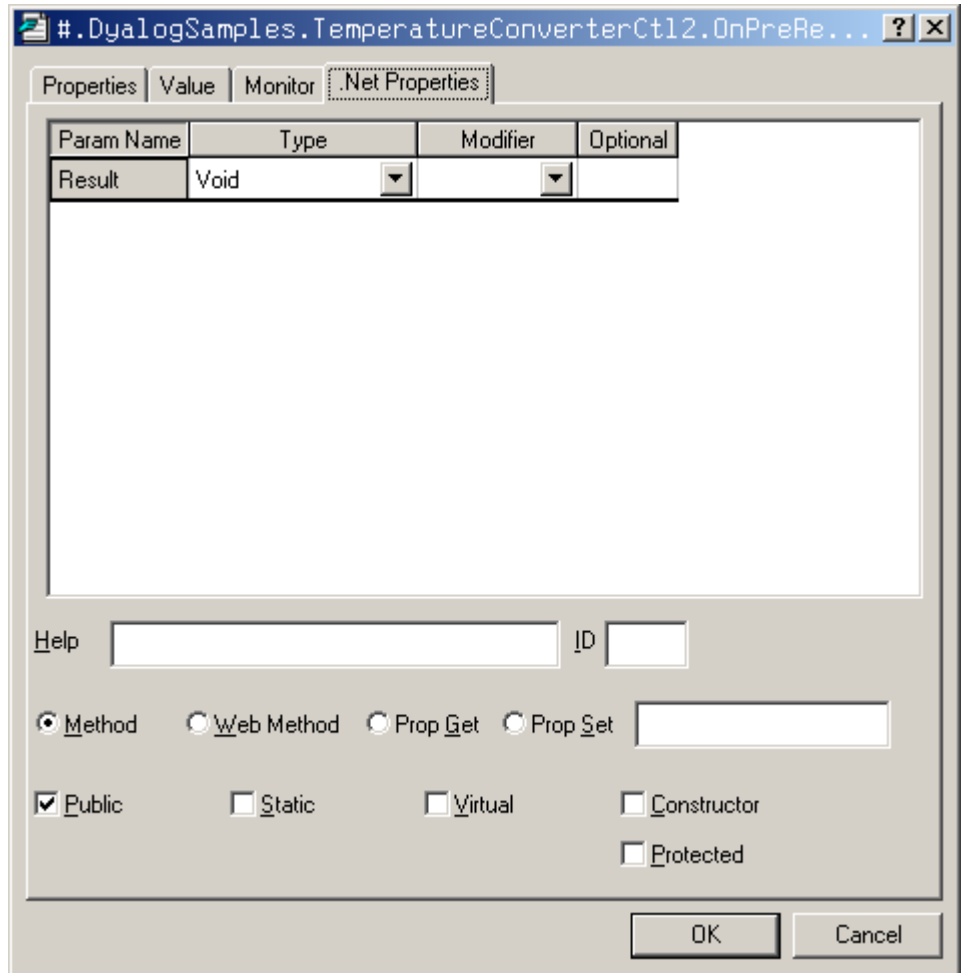 #.DyalogSamples.TemperatureConverterCtl2.OnPreRe... ? X
Properties Value Monitor .Net Properties
Param Name Type Modifier Optional
Result Void
Help ID
Method Web Method Prop Get Prop Set
Public Static Virtual Constructor
Protected
OK Cancel